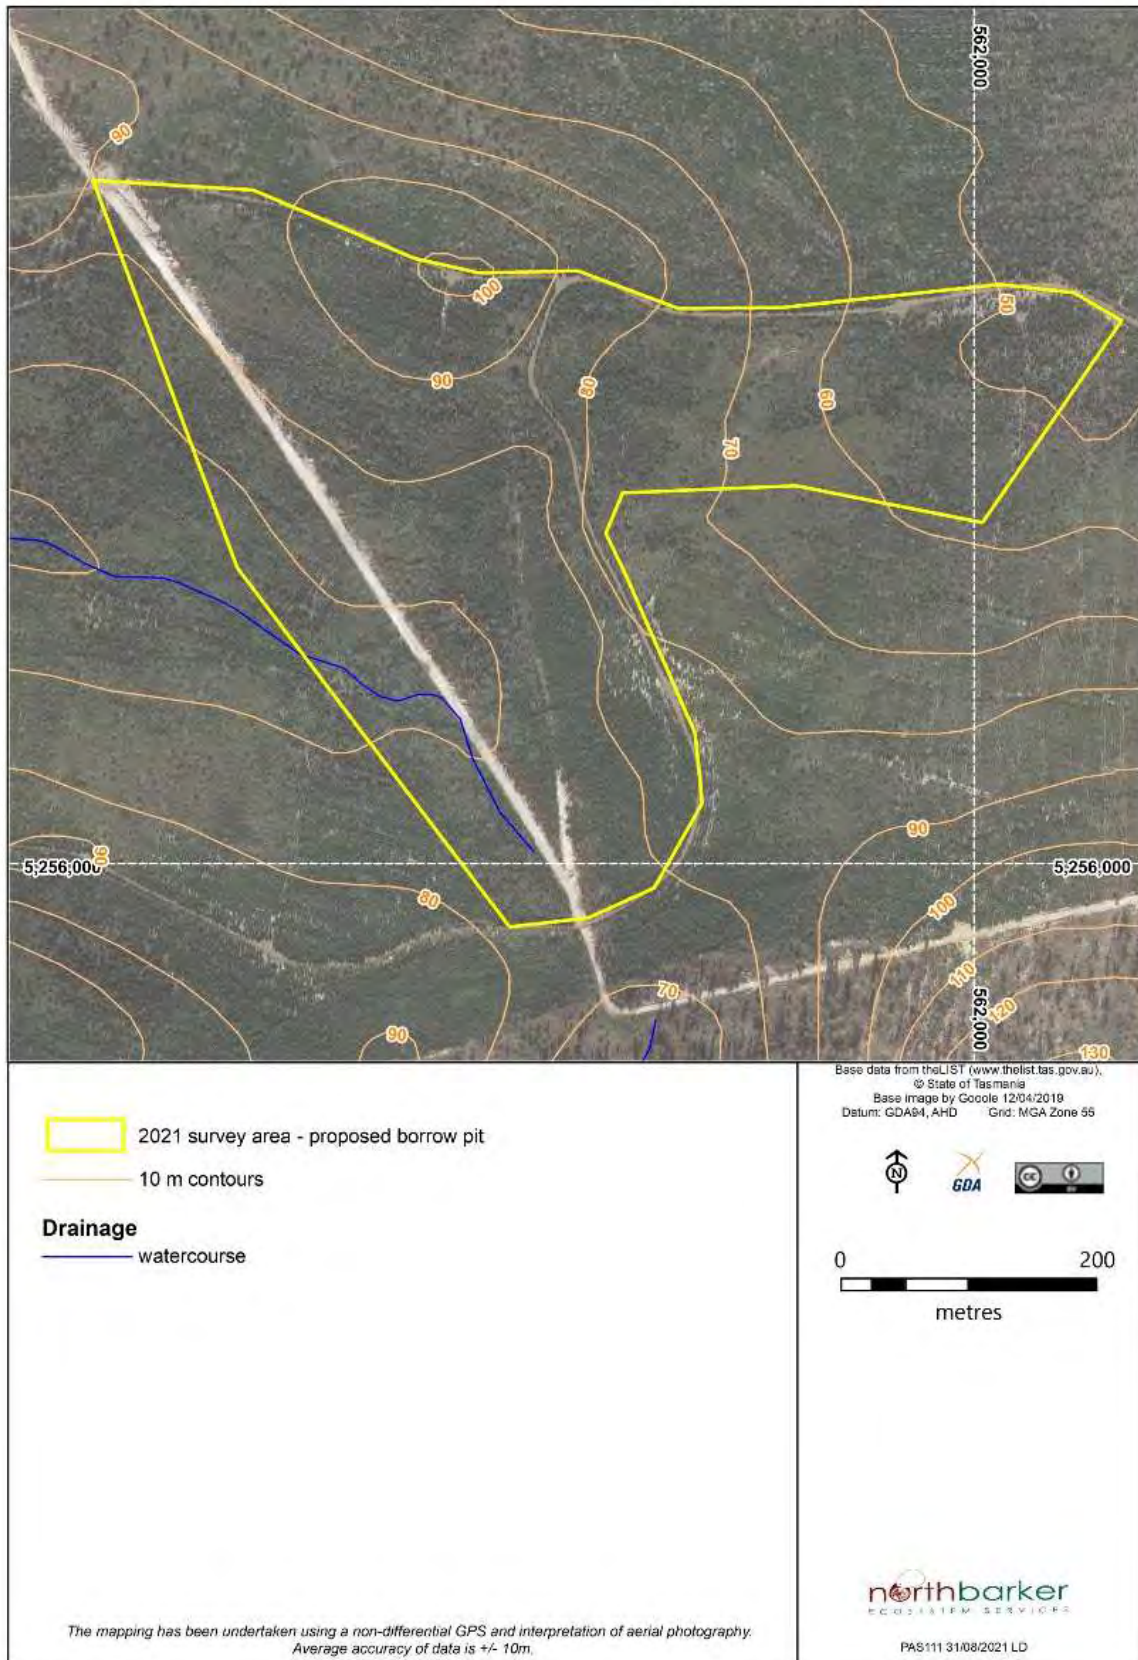 562,000
90
100
50
90
80
60
70
90
5,256,000
90
5,256,000
80
100
110
70
562,000
120
90
130
Base data from theLIST (www.thelist.tas.gov.au),
© State of Tasmania
Base image by Google 12/04/2019
Datum: GDA94, AHD Grid: MGA Zone 55
2021 survey area - proposed borrow pit
10 m contours
Drainage
watercourse
GDA
cc
BY
0 200
metres
northbarker
ECOSYSTEM SERVICES
The mapping has been undertaken using a non-differential GPS and interpretation of aerial photography.
Average accuracy of data is +/- 10m.
PAS111 31/08/2021 LD